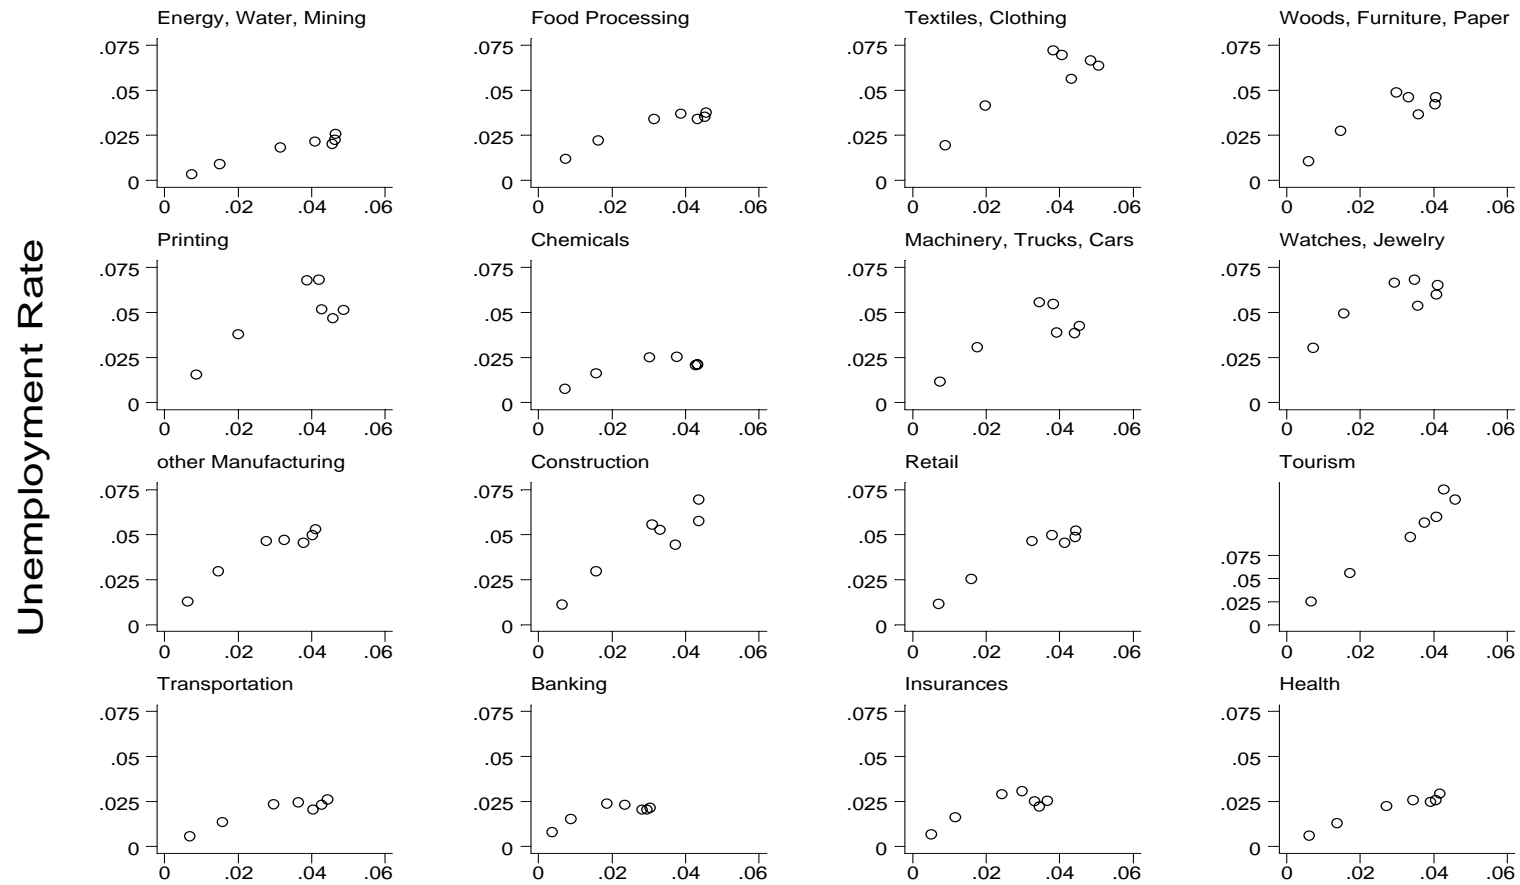 Unemployment Rate
Energy, Water, Mining Food Processing Textiles, Clothing Woods, Furniture, Paper
.075 .075 .075 .075
.05 .05 .05 .05
.025 .025 .025 .025
0 0 0 0
0 .02 .04 .06 0 .02 .04 .06 0 .02 .04 .06 0 .02 .04 .06
Printing Chemicals Machinery, Trucks, Cars Watches, Jewelry
.075 .075 .075 .075
.05 .05 .05 .05
.025 .025 .025 .025
0 0 0 0
0 .02 .04 .06 0 .02 .04 .06 0 .02 .04 .06 0 .02 .04 .06
other Manufacturing Construction Retail Tourism
.075 .075 .075 .075
.05 .05 .05 .05
.025 .025 .025 .025
0 0 0 0
0 .02 .04 .06 0 .02 .04 .06 0 .02 .04 .06 0 .02 .04 .06
Transportation Banking Insurances Health
.075 .075 .075 .075
.05 .05 .05 .05
.025 .025 .025 .025
0 0 0 0
0 .02 .04 .06 0 .02 .04 .06 0 .02 .04 .06 0 .02 .04 .06